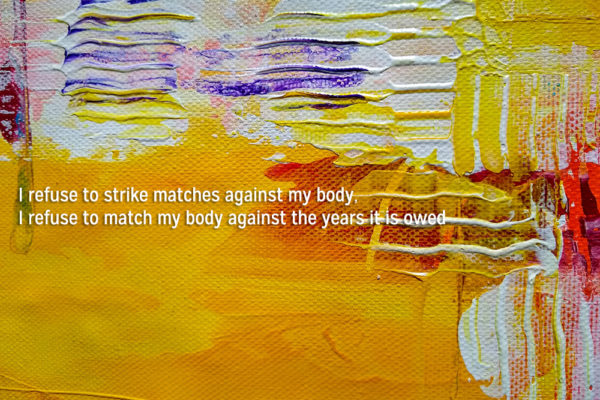 I refuse to strike matches against my body,
I refuse to match my body against the years it is owed